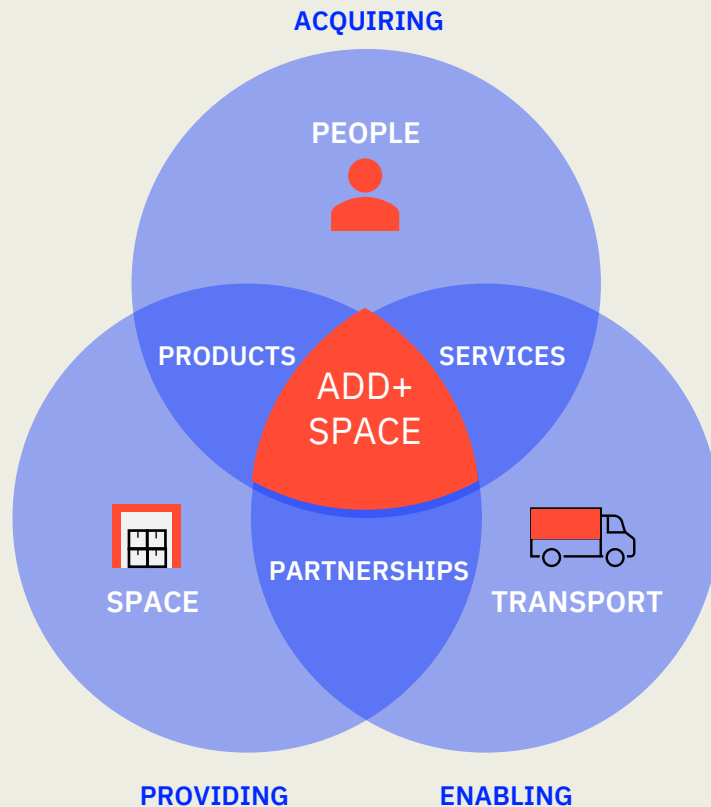 ACQUIRING
PEOPLE
PRODUCTS
SERVICES
ADD+
SPACE
PARTNERSHIPS
SPACE
TRANSPORT
PROVIDING
ENABLING